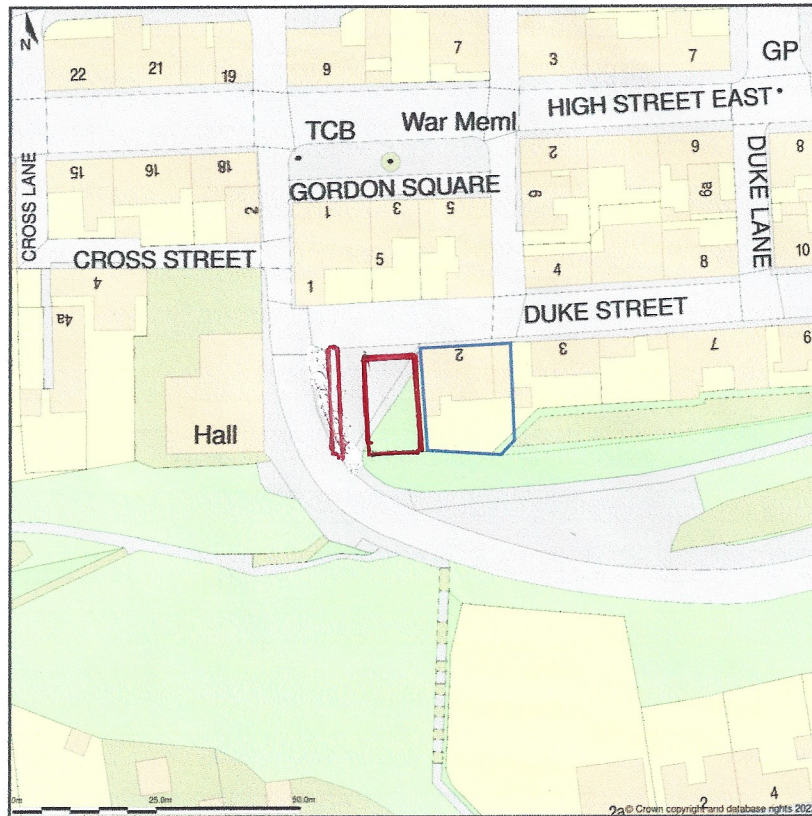 N
22 21 19 9 7 3 7 GP
HIGH STREET EAST
TCB War Meml
CROSS LANE
15 16 18
2 6 8
GORDON SQUARE
DUKE LANE
2 1 3 5 6 6a
CROSS STREET
5
4 8 10
4 1
4a
DUKE STREET
2 3 7 9
Hall
0m 25.0m 50.0m
2a 2 4
© Crown copyright and database rights 202